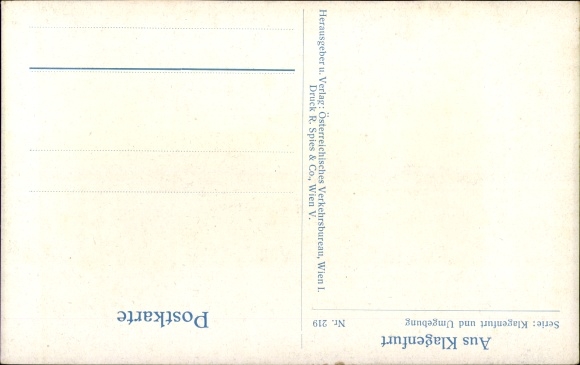 Aus Klagenfurt
Serie: Klagenfurt und Umgebung Nr. 219
Postkarte
Herausgeber u. Verlag: Österreichisches Verkehrsbureau, Wien I.
Druck R. Spies & Co., Wien V.